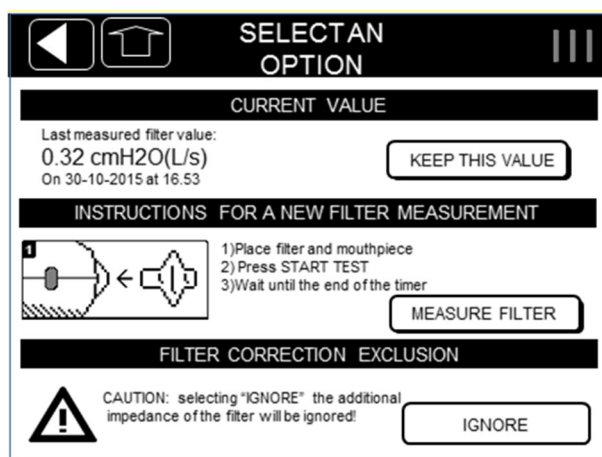 SELECTAN
OPTION
CURRENT VALUE
Last measured filter value:
0.32 cmH2O(L/s)
On 30-10-2015 at 16.53
KEEP THIS VALUE
INSTRUCTIONS FOR A NEW FILTER MEASUREMENT
1
1)Place filter and mouthpiece
2) Press START TEST
3)Wait until the end of the timer
MEASURE FILTER
FILTER CORRECTION EXCLUSION
CAUTION: selecting "IGNORE" the additional
impedance of the filter will be ignored!
IGNORE